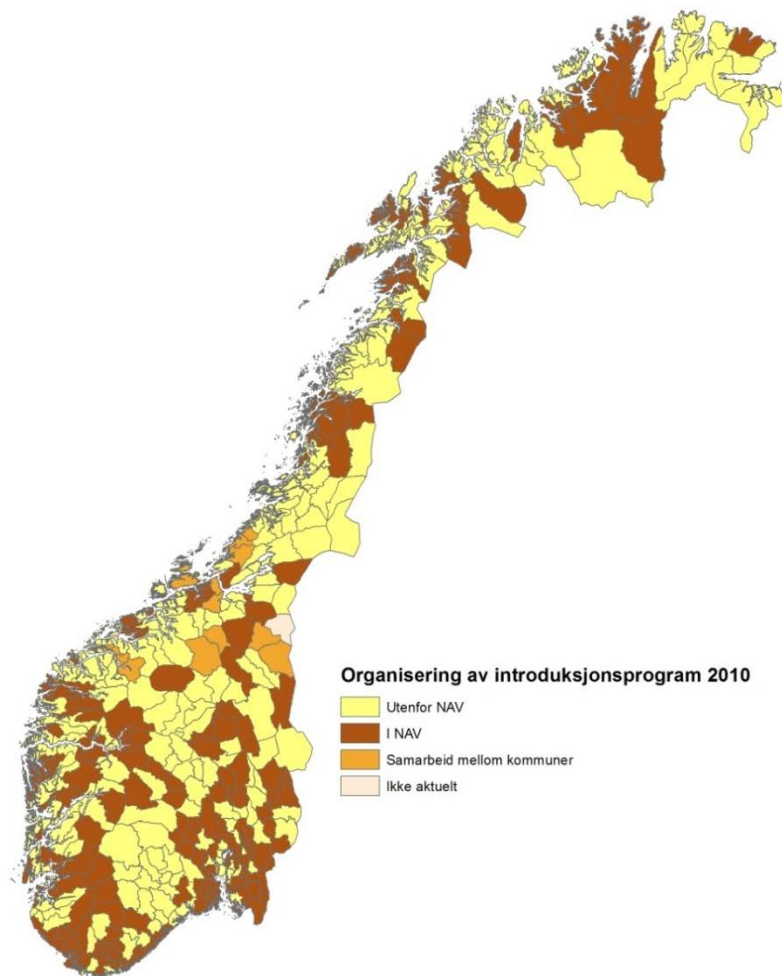 Organisering av introduksjonsprogram 2010
Utenfor NAV
I NAV
Samarbeid mellom kommuner
Ikke aktuelt